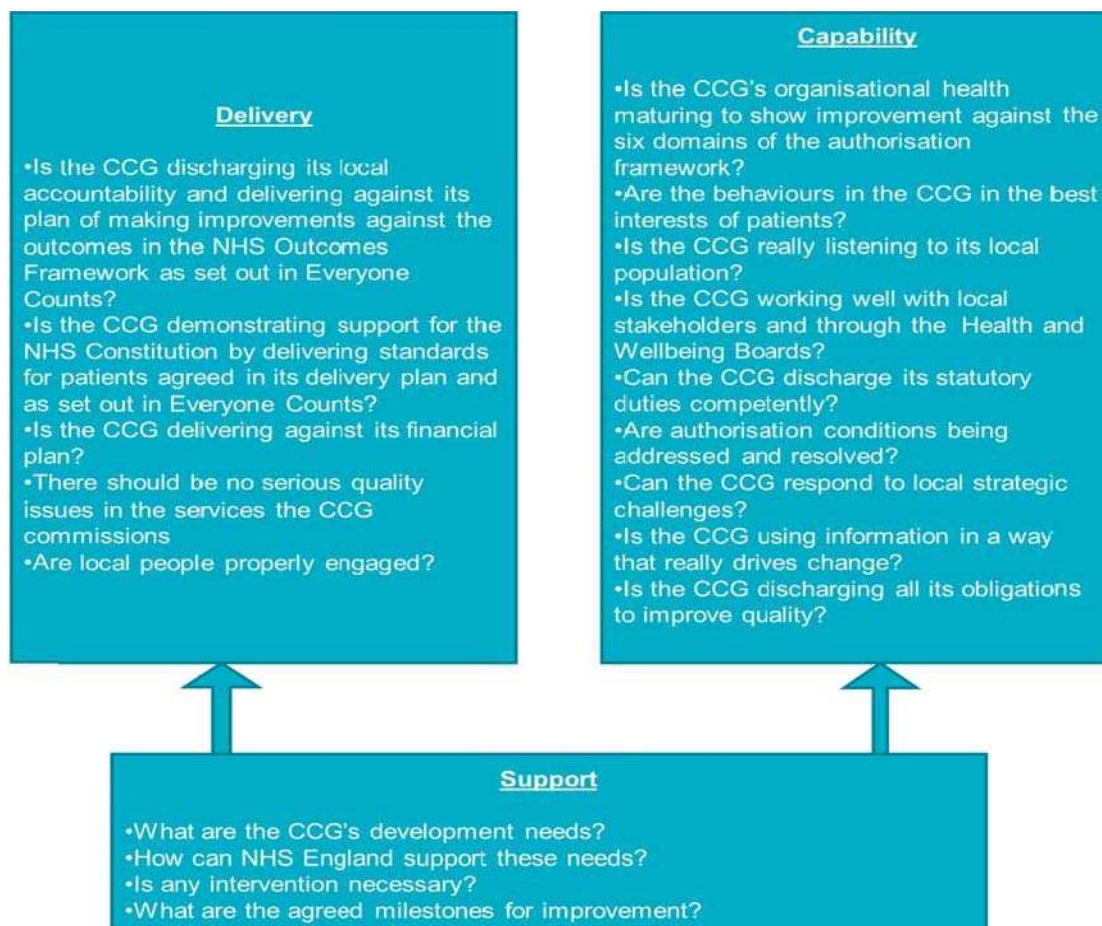 Delivery
•Is the CCG discharging its local
accountability and delivering against its
plan of making improvements against the
outcomes in the NHS Outcomes
Framework as set out in Everyone
Counts?
•Is the CCG demonstrating support for the
NHS Constitution by delivering standards
for patients agreed in its delivery plan and
as set out in Everyone Counts?
•Is the CCG delivering against its financial
plan?
•There should be no serious quality
issues in the services the CCG
commissions
•Are local people properly engaged?
Capability
•Is the CCG's organisational health
maturing to show improvement against the
six domains of the authorisation
framework?
•Are the behaviours in the CCG in the best
interests of patients?
•Is the CCG really listening to its local
population?
•Is the CCG working well with local
stakeholders and through the Health and
Wellbeing Boards?
•Can the CCG discharge its statutory
duties competently?
•Are authorisation conditions being
addressed and resolved?
•Can the CCG respond to local strategic
challenges?
•Is the CCG using information in a way
that really drives change?
•Is the CCG discharging all its obligations
to improve quality?
Support
•What are the CCG's development needs?
•How can NHS England support these needs?
•Is any intervention necessary?
•What are the agreed milestones for improvement?